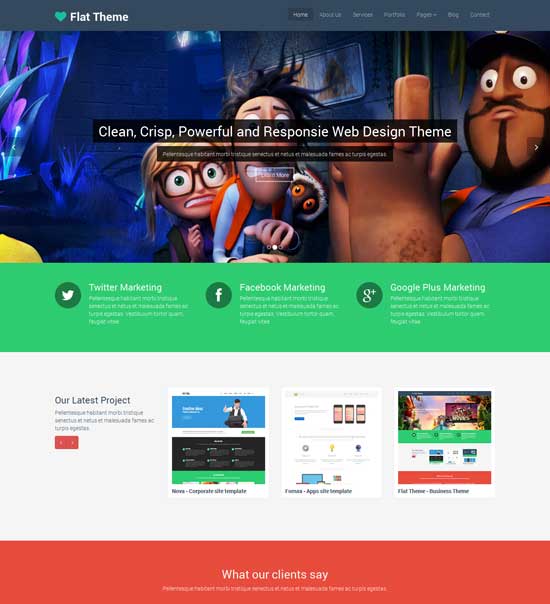 Flat Theme
Home About Us Services Portfolio Pages Blog Contact
Clean, Crisp, Powerful and Responsie Web Design Theme
Pellentesque habitant morbi tristique senectus et netus et malesuada fames ac turpis egestas.
Learn More
Twitter Marketing
Pellentesque habitant morbi tristique
senectus et netus et malesuada fames ac
turpis egestas. Vestibulum tortor quam,
feugiat vitae.
Facebook Marketing
Pellentesque habitant morbi tristique
senectus et netus et malesuada fames ac
turpis egestas. Vestibulum tortor quam,
feugiat vitae.
Google Plus Marketing
Pellentesque habitant morbi tristique
senectus et netus et malesuada fames ac
turpis egestas. Vestibulum tortor quam,
feugiat vitae.
Our Latest Project
Pellentesque habitant morbi tristique
senectus et netus et malesuada fames ac
turpis egestas.
Nova - Corporate site template
Fornax - Apps site template
Flat Theme - Business Theme
What our clients say
Pellentesque habitant morbi tristique senectus et netus et malesuada fames ac turpis egestas.